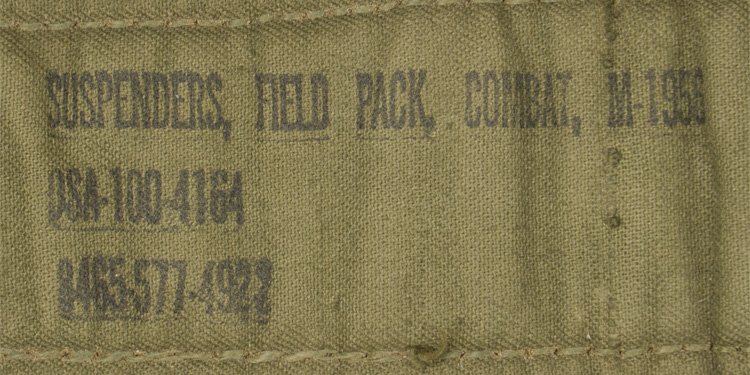 SUSPENDERS, FIELD PACK, COMBAT, M-1956
DSA-100-4164
8465-577-4922